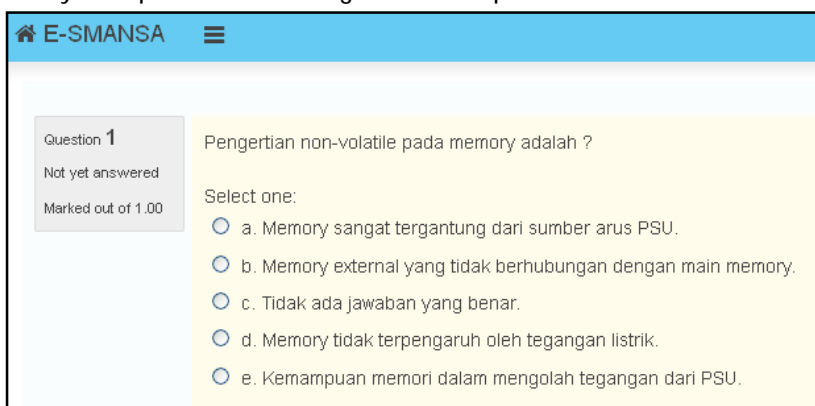 E-SMANSA
Question 1
Not yet answered
Marked out of 1.00
Pengertian non-volatile pada memory adalah ?
Select one:
a. Memory sangat tergantung dari sumber arus PSU.
b. Memory external yang tidak berhubungan dengan main memory.
c. Tidak ada jawaban yang benar.
d. Memory tidak terpengaruh oleh tegangan listrik.
e. Kemampuan memori dalam mengolah tegangan dari PSU.